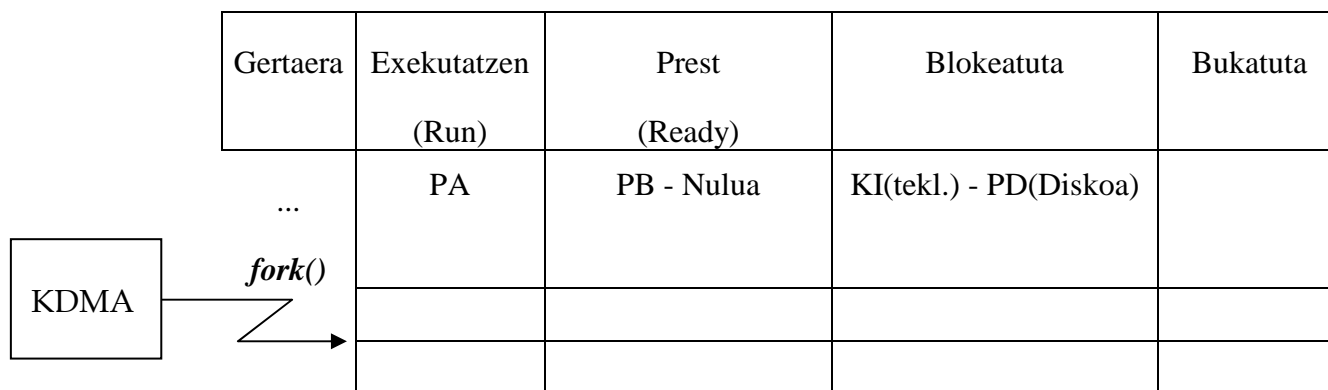 Gertaera Exekutatzen Prest Blokeatuta Bukatuta
(Run) (Ready)
PA PB - Nulua KI(tekl.) - PD(Diskoa)
...
fork()
KDMA